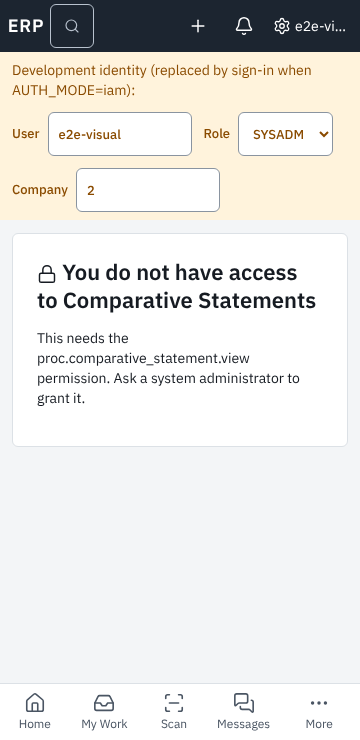 ERP e2e-vi...
Development identity (replaced by sign-in when
AUTH_MODE=iam):
User e2e-visual Role SYSADM
Company 2
You do not have access
to Comparative Statements
This needs the
proc.comparative_statement.view
permission. Ask a system administrator to
grant it.
Home My Work Scan Messages More